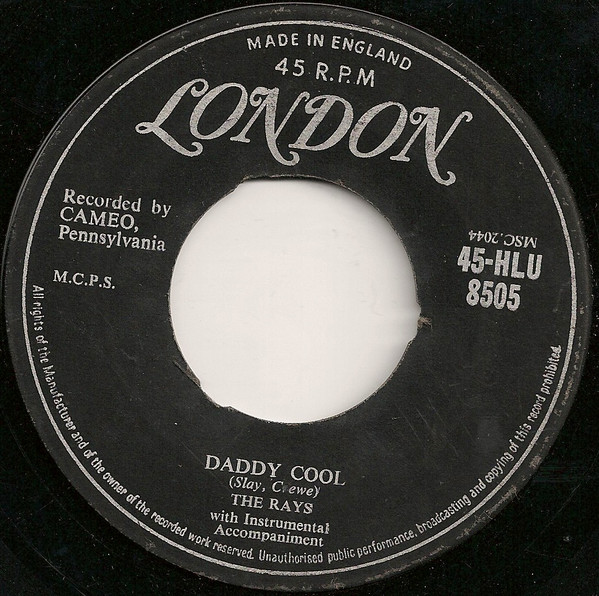 MADE IN ENGLAND
45 R.P.M
LONDON
Recorded by
CAMEO,
Pennsylvania
M.C.P.S.
MSC.2044
45-HLU
8505
DADDY COOL
(Slay, Crewe)
THE RAYS
with Instrumental
Accompaniment
All rights of the Manufacturer and of the owner of the recorded work reserved. Unauthorised public performance, broadcasting and copying of this record prohibited.